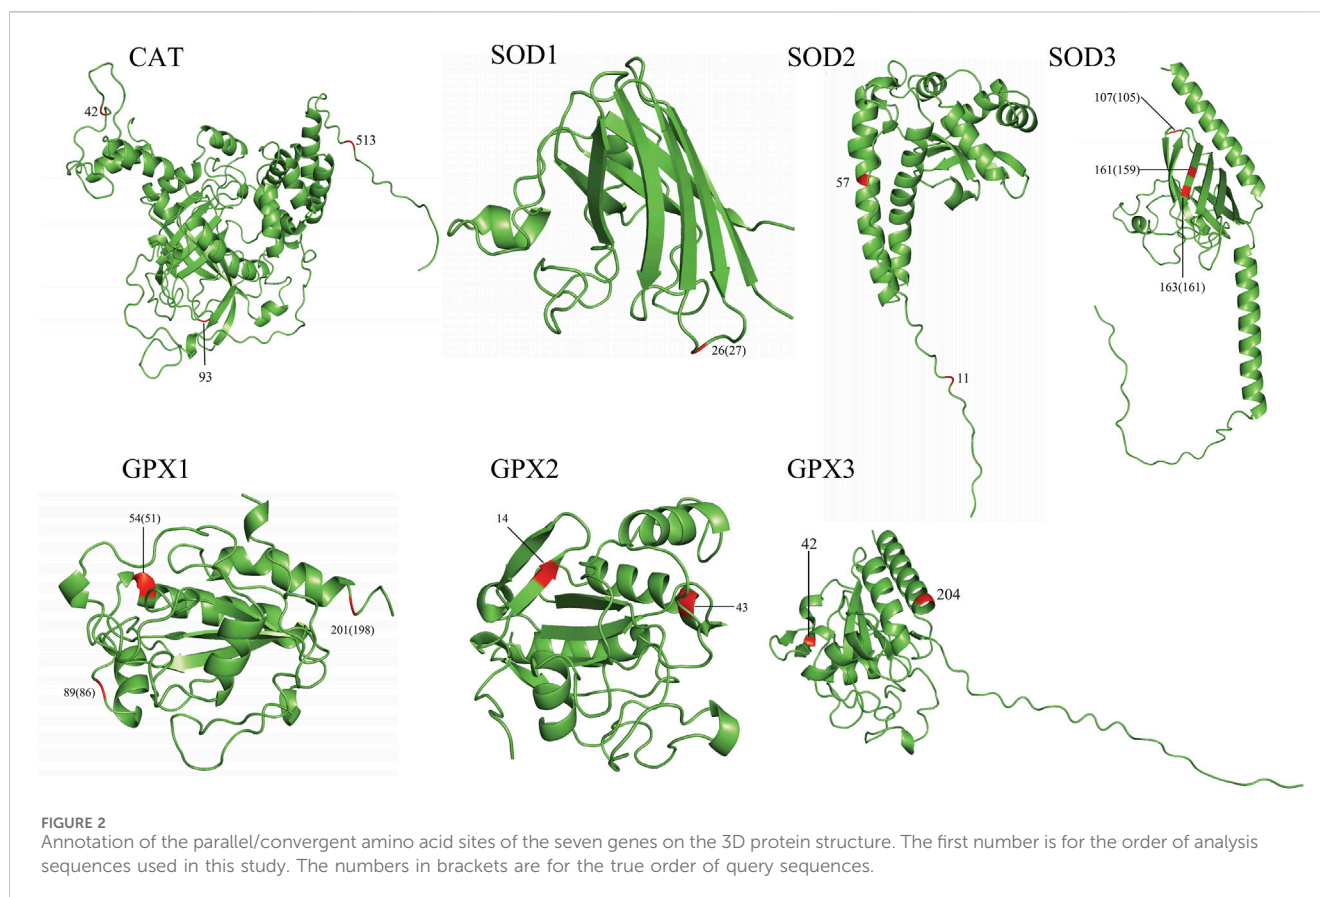 CAT
42
513
93
SOD1
26(27)
SOD2
57
11
SOD3
107(105)
161(159)
163(161)
GPX1
54(51)
201(198)
89(86)
GPX2
14
43
GPX3
42
204
FIGURE 2
Annotation of the parallel/convergent amino acid sites of the seven genes on the 3D protein structure. The first number is for the order of analysis
sequences used in this study. The numbers in brackets are for the true order of query sequences.